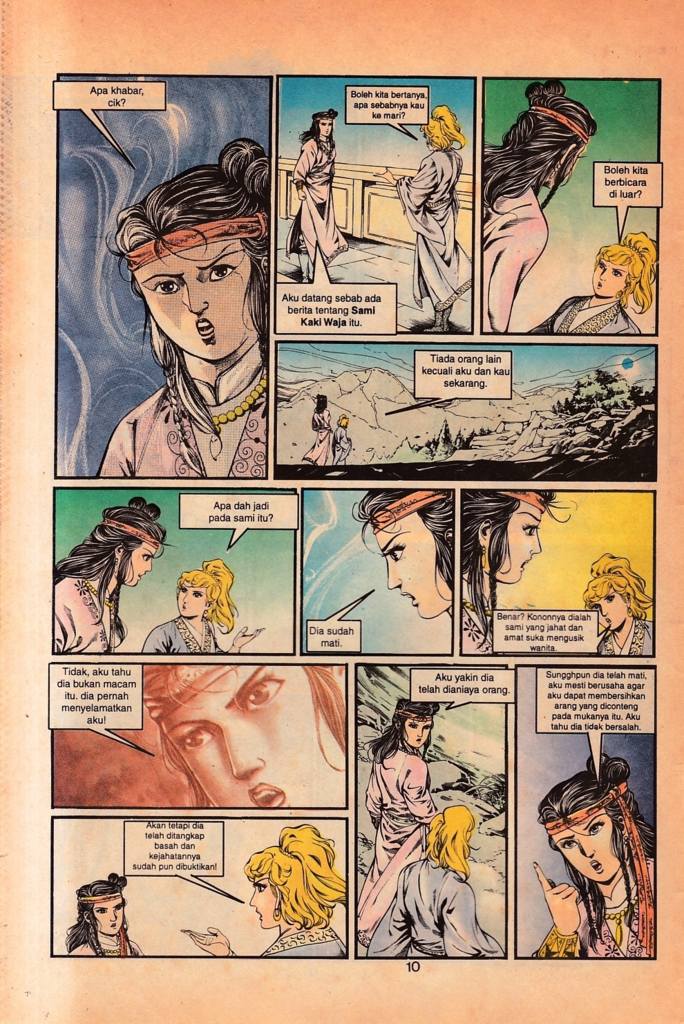 Apa khabar,
cik?
Boleh kita bertanya,
apa sebabnya kau
ke mari?
Aku datang sebab ada
berita tentang Sami
Kaki Waja itu.
Boleh kita
berbicara
di luar?
Tiada orang lain
kecuali aku dan kau
sekarang.
Apa dah jadi
pada sami itu?
Dia sudah
mati.
Benar? Kononnya dialah
sami yang jahat dan
amat suka mengusik
wanita.
Tidak, aku tahu
dia bukan macam
itu. dia pernah
menyelamatkan
aku!
Akan tetapi dia
telah ditangkap
basah dan
kejahatannya
sudah pun dibuktikan!
Aku yakin dia
telah dianiaya orang.
Sungghpun dia telah mati,
aku mesti berusaha agar
aku dapat membersihkan
arang yang diconteng
pada mukanya itu. Aku
tahu dia tidak bersalah.
10